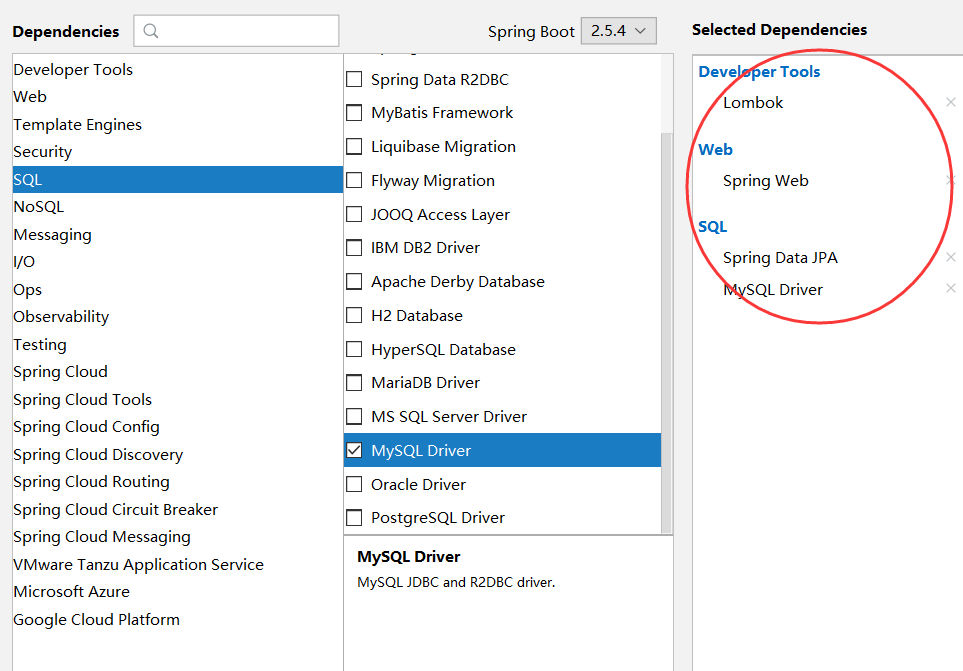 Dependencies
Spring Boot 2.5.4
Selected Dependencies
Developer Tools
Web
Template Engines
Security
SQL
NoSQL
Messaging
I/O
Ops
Observability
Testing
Spring Cloud
Spring Cloud Tools
Spring Cloud Config
Spring Cloud Discovery
Spring Cloud Routing
Spring Cloud Circuit Breaker
Spring Cloud Messaging
VMware Tanzu Application Service
Microsoft Azure
Google Cloud Platform
Spring Data R2DBC
MyBatis Framework
Liquibase Migration
Flyway Migration
JOOQ Access Layer
IBM DB2 Driver
Apache Derby Database
H2 Database
HyperSQL Database
MariaDB Driver
MS SQL Server Driver
MySQL Driver
Oracle Driver
PostgreSQL Driver
MySQL Driver
MySQL JDBC and R2DBC driver.
Developer Tools
Lombok
Web
Spring Web
SQL
Spring Data JPA
MySQL Driver